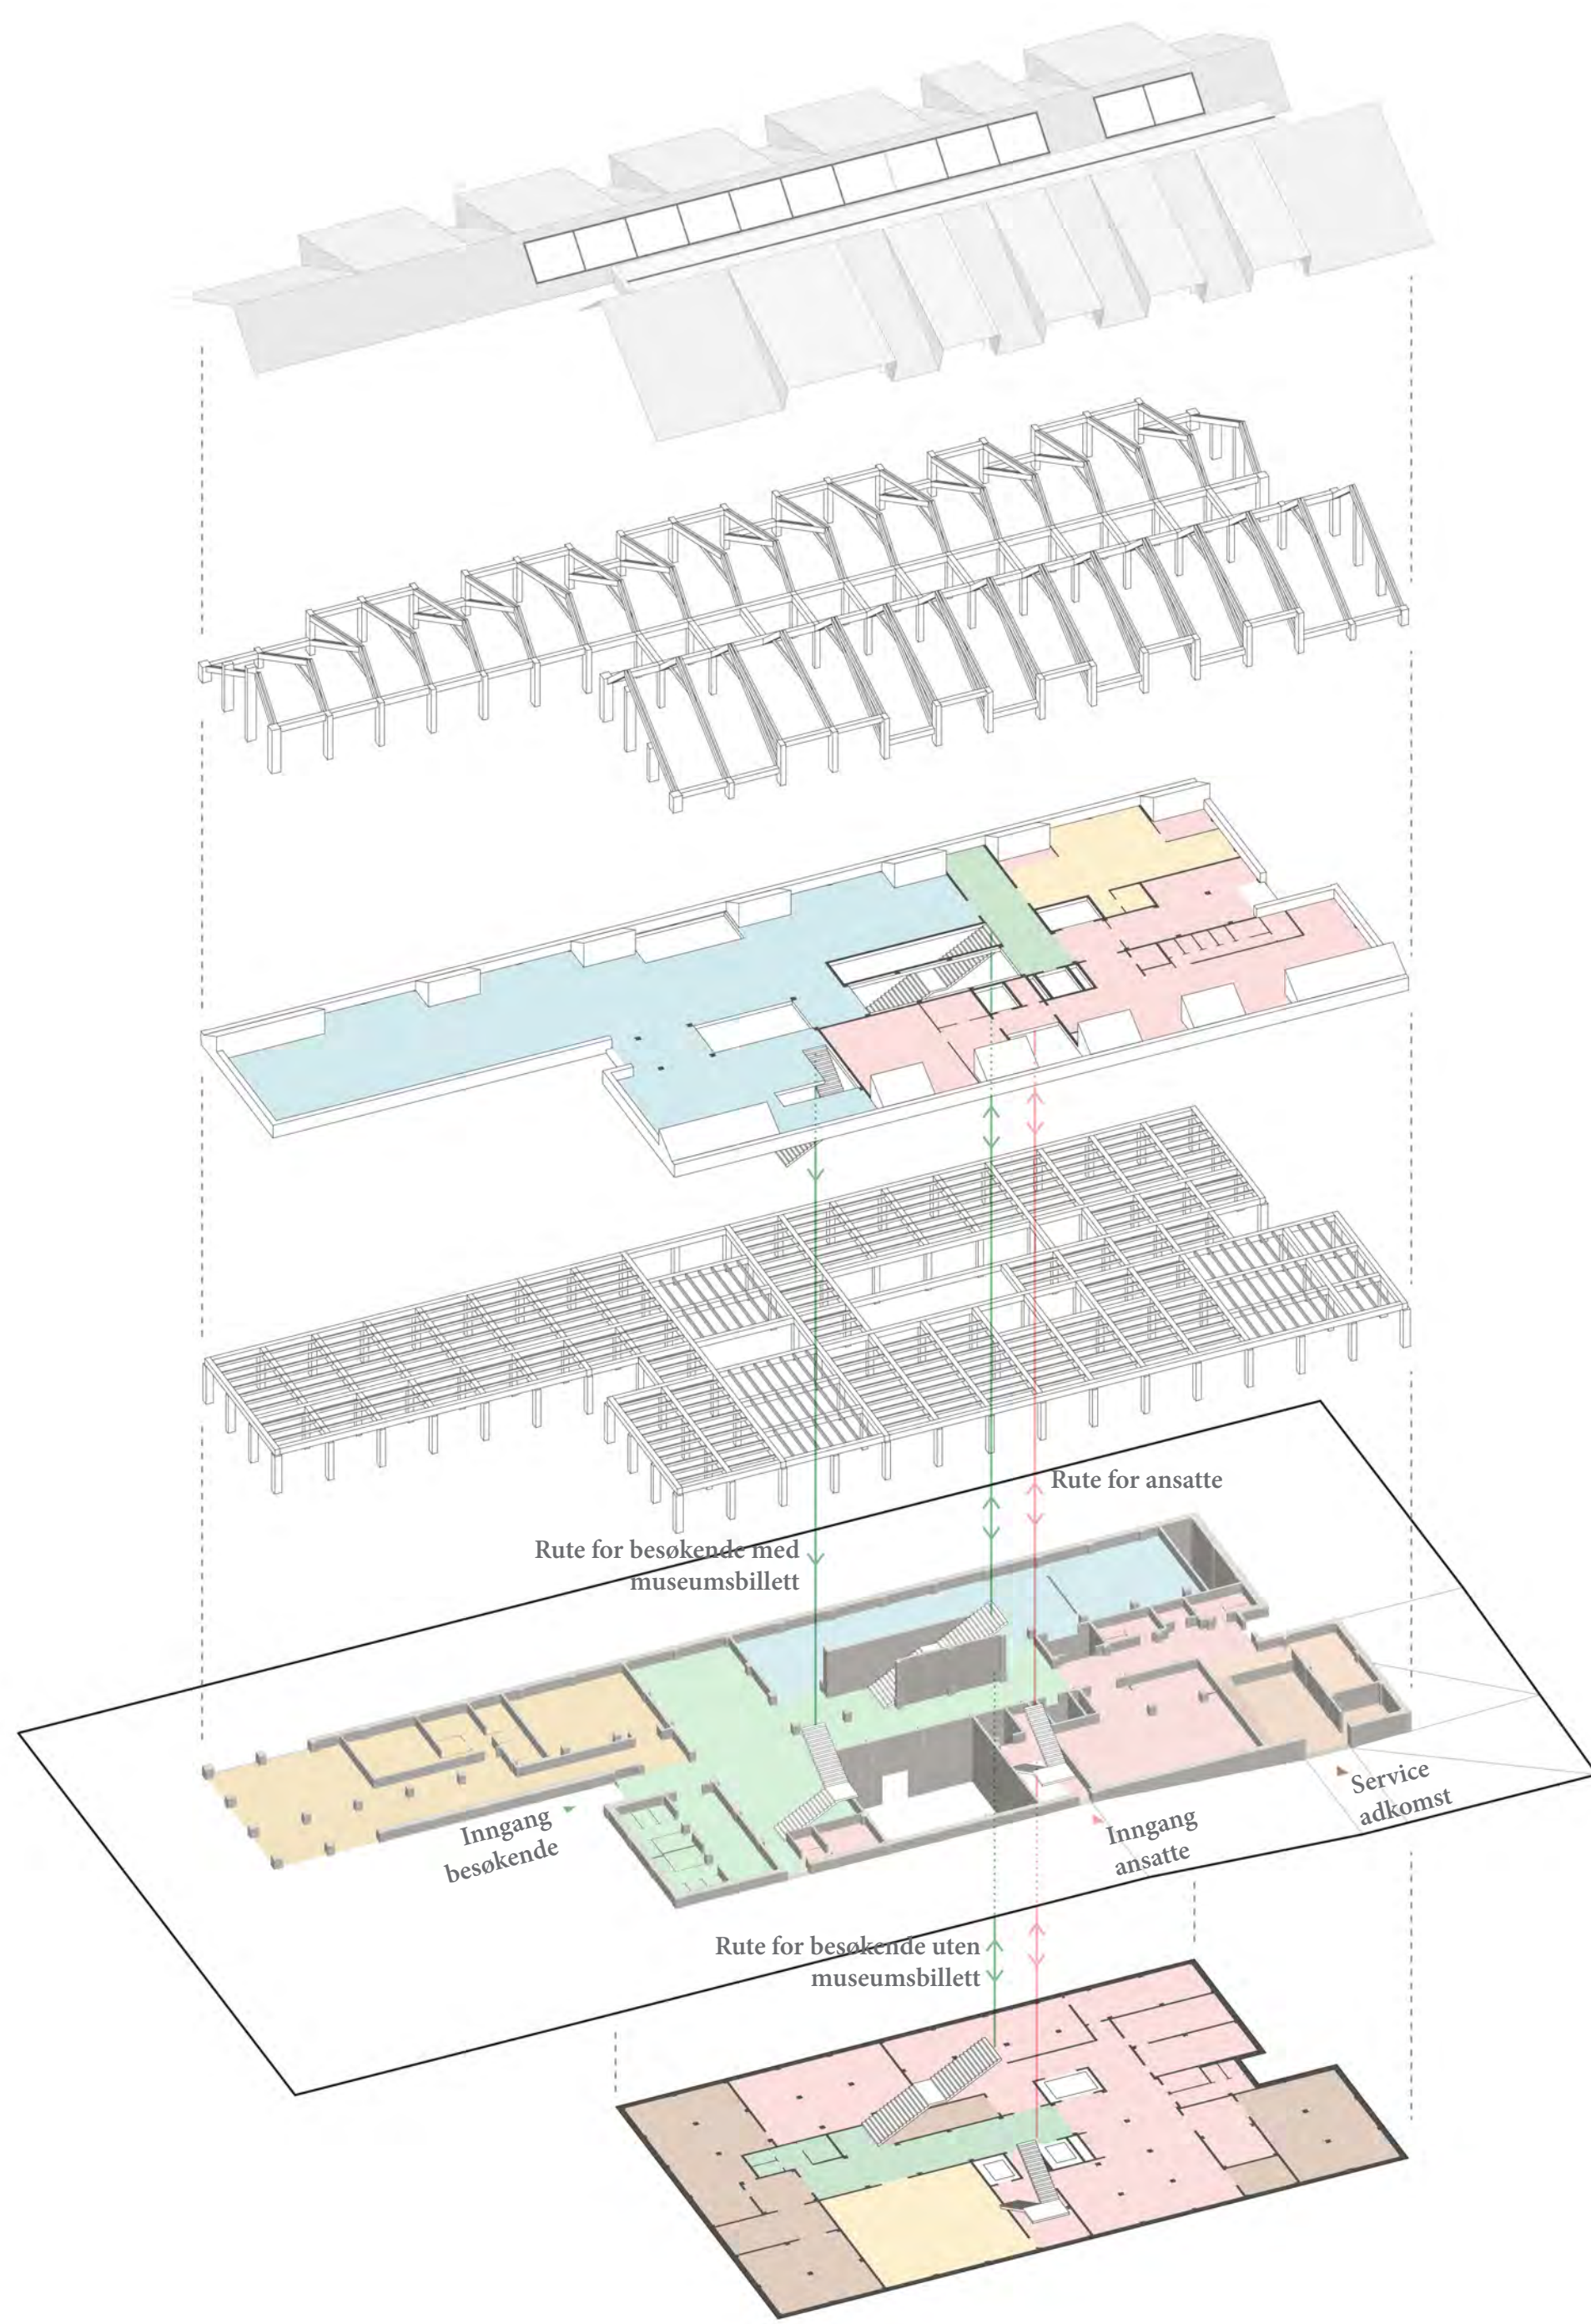 Rute for ansatte
Rute for besøkende med
museumsbillett
Inngang
besøkende
Inngang
ansatte
Service
adkomst
Rute for besøkende uten
museumsbillett